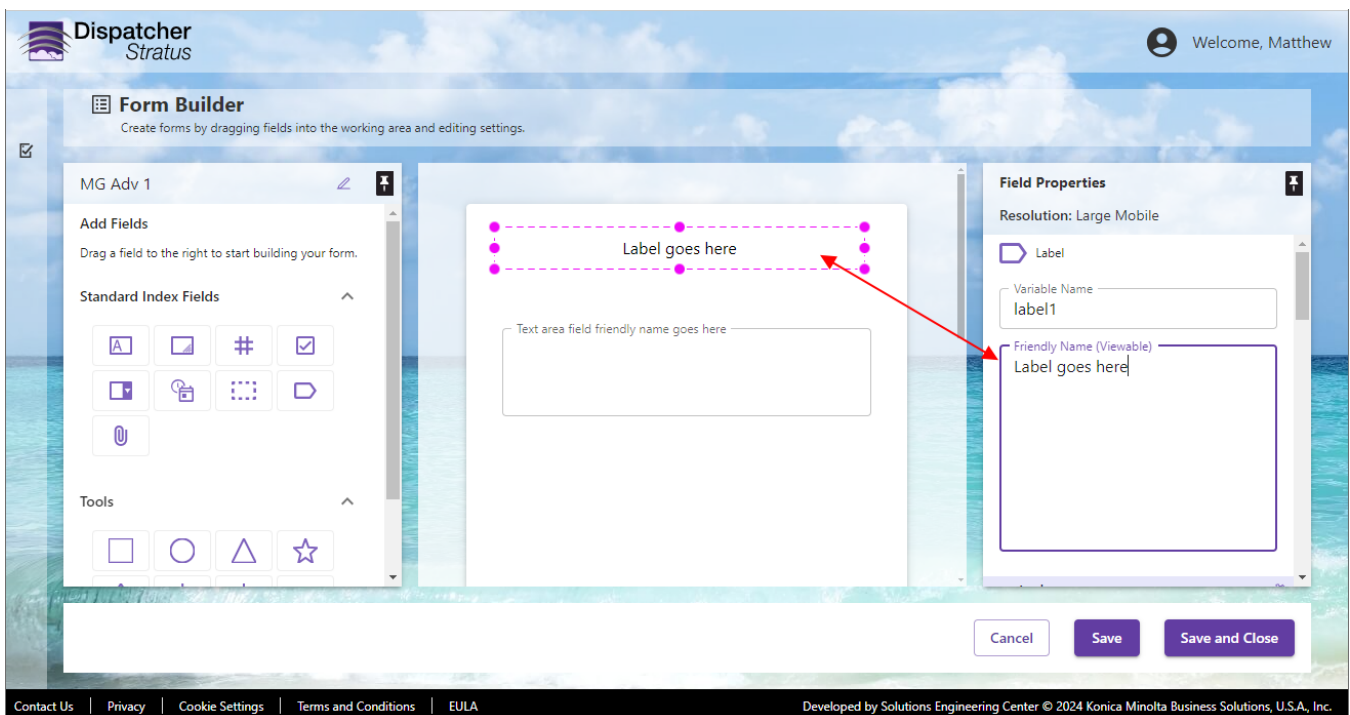 Dispatcher
Stratus
Welcome, Matthew
Form Builder
Create forms by dragging fields into the working area and editing settings.
MG Adv 1
Add Fields
Drag a field to the right to start building your form.
Standard Index Fields
A
Tools
Label goes here
Text area field friendly name goes here
Field Properties
Resolution: Large Mobile
Label
Variable Name
label1
Friendly Name (Viewable)
Label goes here
Cancel
Save
Save and Close
Contact Us
Privacy
Cookie Settings
Terms and Conditions
EULA
Developed by Solutions Engineering Center © 2024 Konica Minolta Business Solutions, U.S.A., Inc.